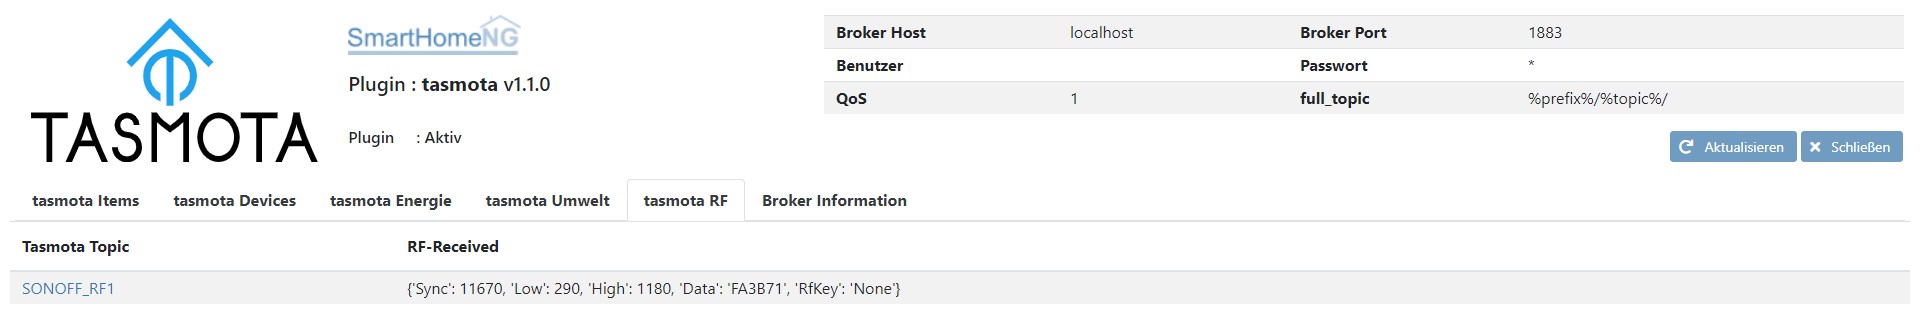 TASMOTA
SmartHomeNG
Plugin : tasmota v1.1.0
Plugin : Aktiv
Broker Host localhost Broker Port 1883
Benutzer Passwort *
QoS 1 full_topic %prefix%/%topic%/
Aktualisieren Schließen
tasmota Items tasmota Devices tasmota Energie tasmota Umwelt tasmota RF Broker Information
Tasmota Topic RF-Received
SONOFF_RF1 {'Sync': 11670, 'Low': 290, 'High': 1180, 'Data': 'FA3B71', 'RfKey': 'None'}